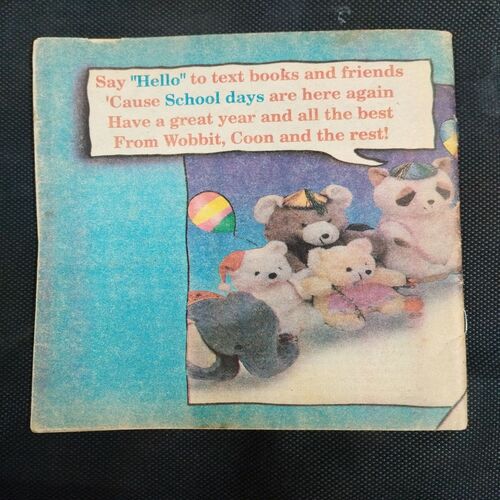 Say "Hello" to text books and friends
'Cause School days are here again
Have a great year and all the best
From Wobbit, Coon and the rest!